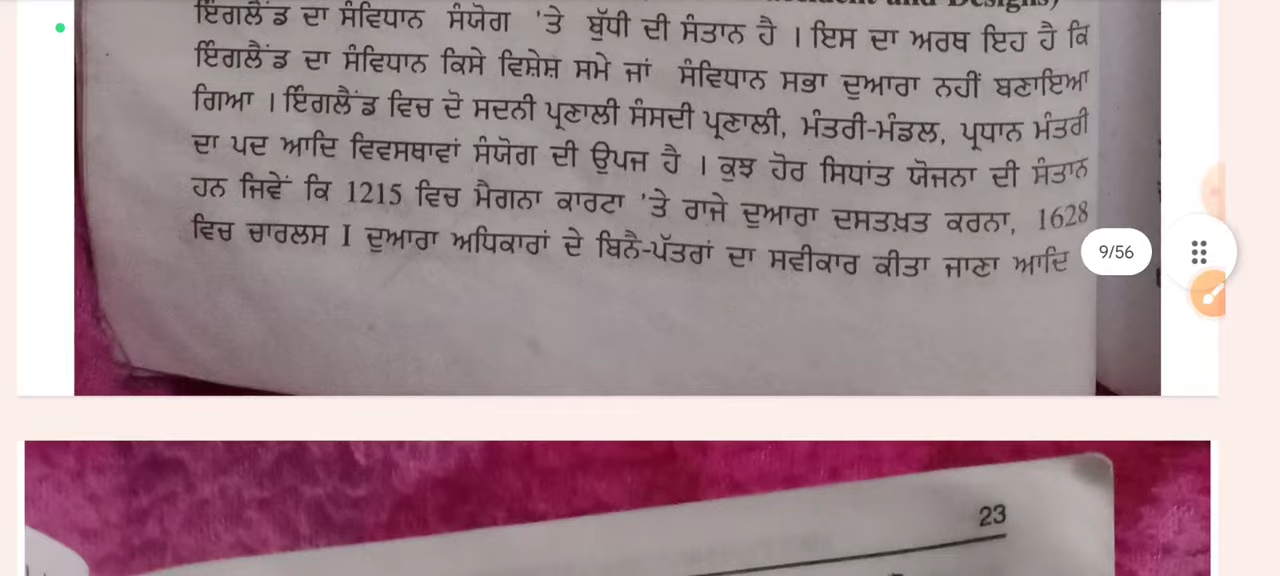 and Designs)
ਇੰਗਲੈਂਡ ਦਾ ਸੰਵਿਧਾਨ ਸੰਯੋਗ 'ਤੇ ਬੁੱਧੀ ਦੀ ਸੰਤਾਨ ਹੈ । ਇਸ ਦਾ ਅਰਥ ਇਹ ਹੈ ਕਿ
ਇੰਗਲੈਂਡ ਦਾ ਸੰਵਿਧਾਨ ਕਿਸੇ ਵਿਸ਼ੇਸ਼ ਸਮੇ ਜਾਂ ਸੰਵਿਧਾਨ ਸਭਾ ਦੁਆਰਾ ਨਹੀਂ ਬਣਾਇਆ
ਗਿਆ । ਇੰਗਲੈਂਡ ਵਿਚ ਦੋ ਸਦਨੀ ਪ੍ਰਣਾਲੀ ਸੰਸਦੀ ਪ੍ਰਣਾਲੀ, ਮੰਤਰੀ-ਮੰਡਲ, ਪ੍ਰਧਾਨ ਮੰਤਰੀ
ਦਾ ਪਦ ਆਦਿ ਵਿਵਸਥਾਵਾਂ ਸੰਯੋਗ ਦੀ ਉਪਜ ਹੈ । ਕੁਝ ਹੋਰ ਸਿਧਾਂਤ ਯੋਜਨਾ ਦੀ ਸੰਤਾਨ
ਹਨ ਜਿਵੇਂ ਕਿ 1215 ਵਿਚ ਮੈਗਨਾ ਕਾਰਟਾ 'ਤੇ ਰਾਜੇ ਦੁਆਰਾ ਦਸਤਖ਼ਤ ਕਰਨਾ, 1628
ਵਿਚ ਚਾਰਲਸ I ਦੁਆਰਾ ਅਧਿਕਾਰਾਂ ਦੇ ਬਿਨੈ-ਪੱਤਰਾਂ ਦਾ ਸਵੀਕਾਰ ਕੀਤਾ ਜਾਣਾ ਆਦਿ
9/56
23